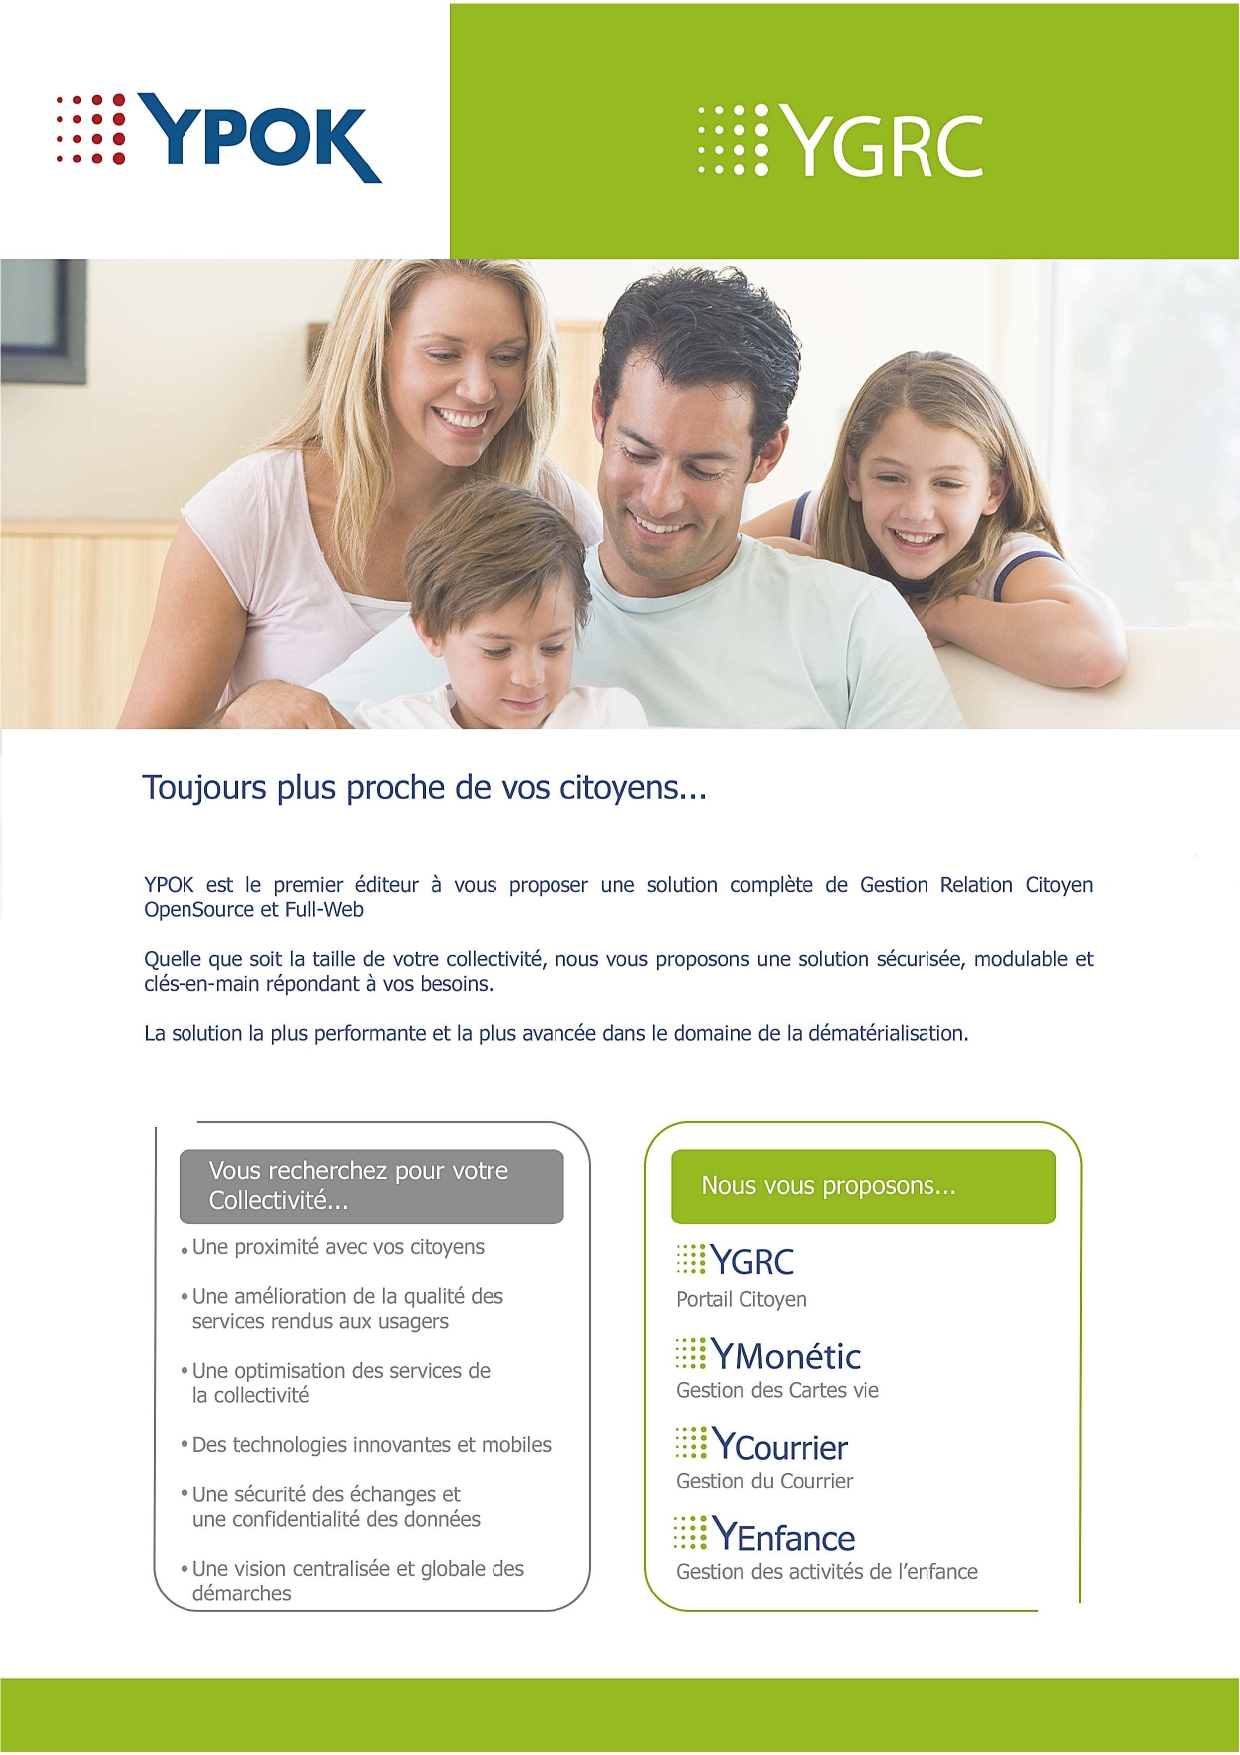 YPOK
YGRC
Toujours plus proche de vos citoyens...
YPOK est le premier éditeur à vous proposer une solution complète de Gestion Relation Citoyen
OpenSource et Full-Web
Quelle que soit la taille de votre collectivité, nous vous proposons une solution sécurisée, modulable et
clés-en-main répondant à vos besoins.
La solution la plus performante et la plus avancée dans le domaine de la dématérialisation.
Vous recherchez pour votre
Collectivité...
• Une proximité avec vos citoyens
• Une amélioration de la qualité des
services rendus aux usagers
• Une optimisation des services de
la collectivité
• Des technologies innovantes et mobiles
• Une sécurité des échanges et
une confidentialité des données
• Une vision centralisée et globale des
démarches
Nous vous proposons...
YGRC
Portail Citoyen
YMonétic
Gestion des Cartes vie
YCourrier
Gestion du Courrier
YEnfance
Gestion des activités de l'enfance